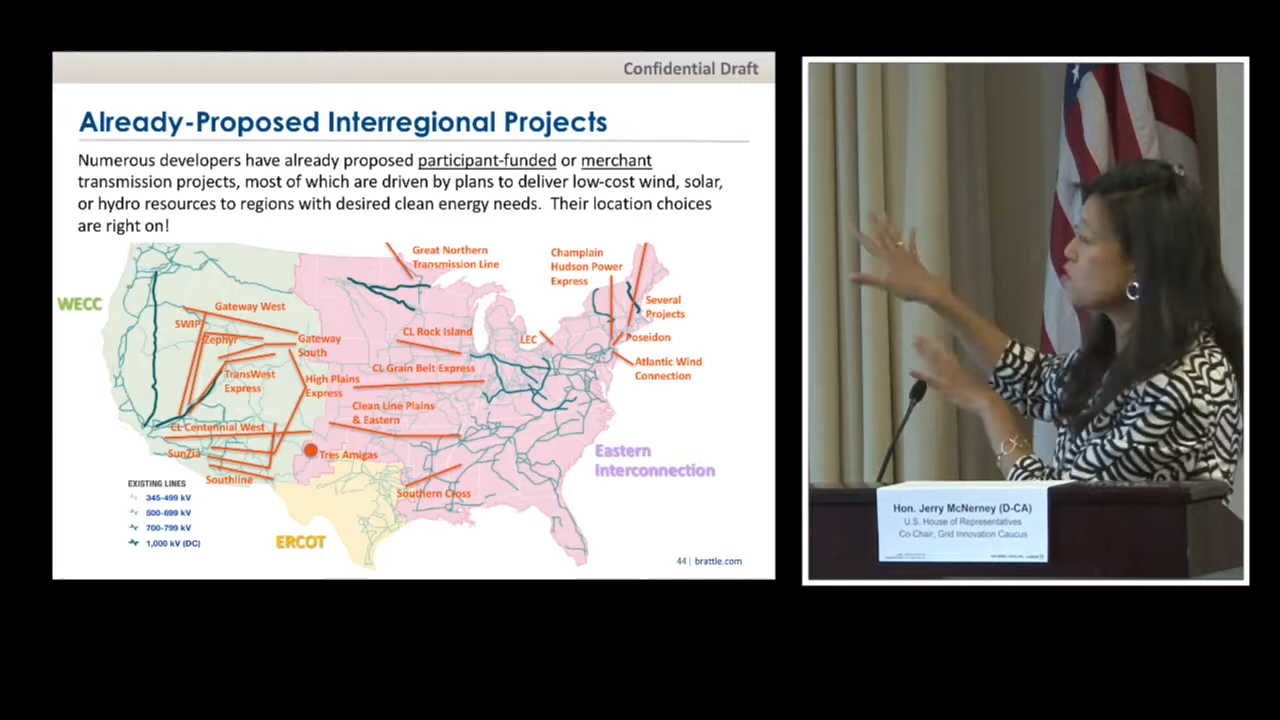 Confidential Draft
Already-Proposed Interregional Projects
Numerous developers have already proposed participant-funded or merchant
transmission projects, most of which are driven by plans to deliver low-cost wind, solar,
or hydro resources to regions with desired clean energy needs.  Their location choices
are right on!
Great Northern
Transmission Line
Champlain
Hudson Power
Express
WECC
Gateway West
Several
Projects
SWIP
CL Rock Island
Zephyr
Gateway
South
LEC
Poseidon
Atlantic Wind
Connection
CL Grain Belt Express
TransWest
Express
High Plains
Express
Clean Line Plains
& Eastern
CL Centennial West
SunZia
Tres Amigas
Eastern
Interconnection
Southline
Southern Cross
EXISTING LINES
345-499 kV
500-699 kV
700-799 kV
1,000 kV (DC)
ERCOT
44 | brattle.com
Hon. Jerry McNerney (D-CA)
U.S. House of Representatives
Co-Chair, Grid Innovation Caucus